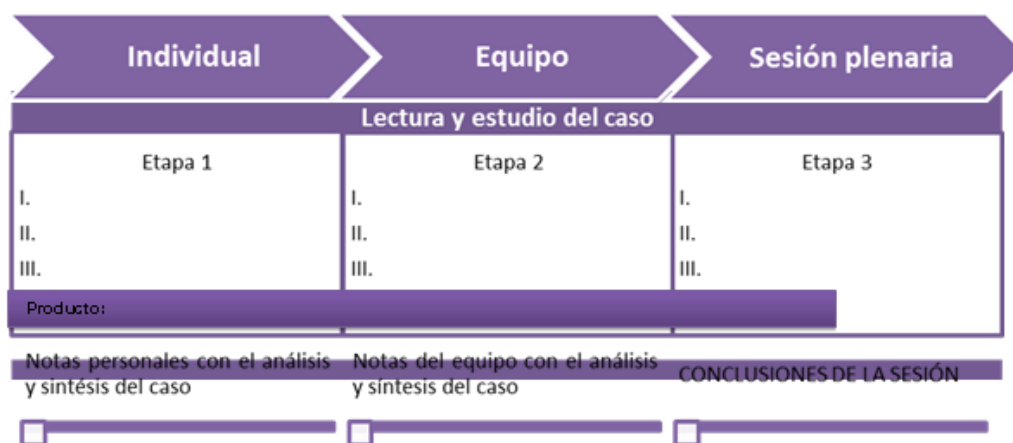 Individual
Equipo
Sesión plenaria
Lectura y estudio del caso
Etapa 1
I.
II.
III.
Etapa 2
I.
II.
III.
Etapa 3
I.
II.
III.
Producto:
Notas personales con el análisis
y sintésis del caso
Notas del equipo con el análisis
y síntesis del caso
CONCLUSIONES DE LA SESIÓN